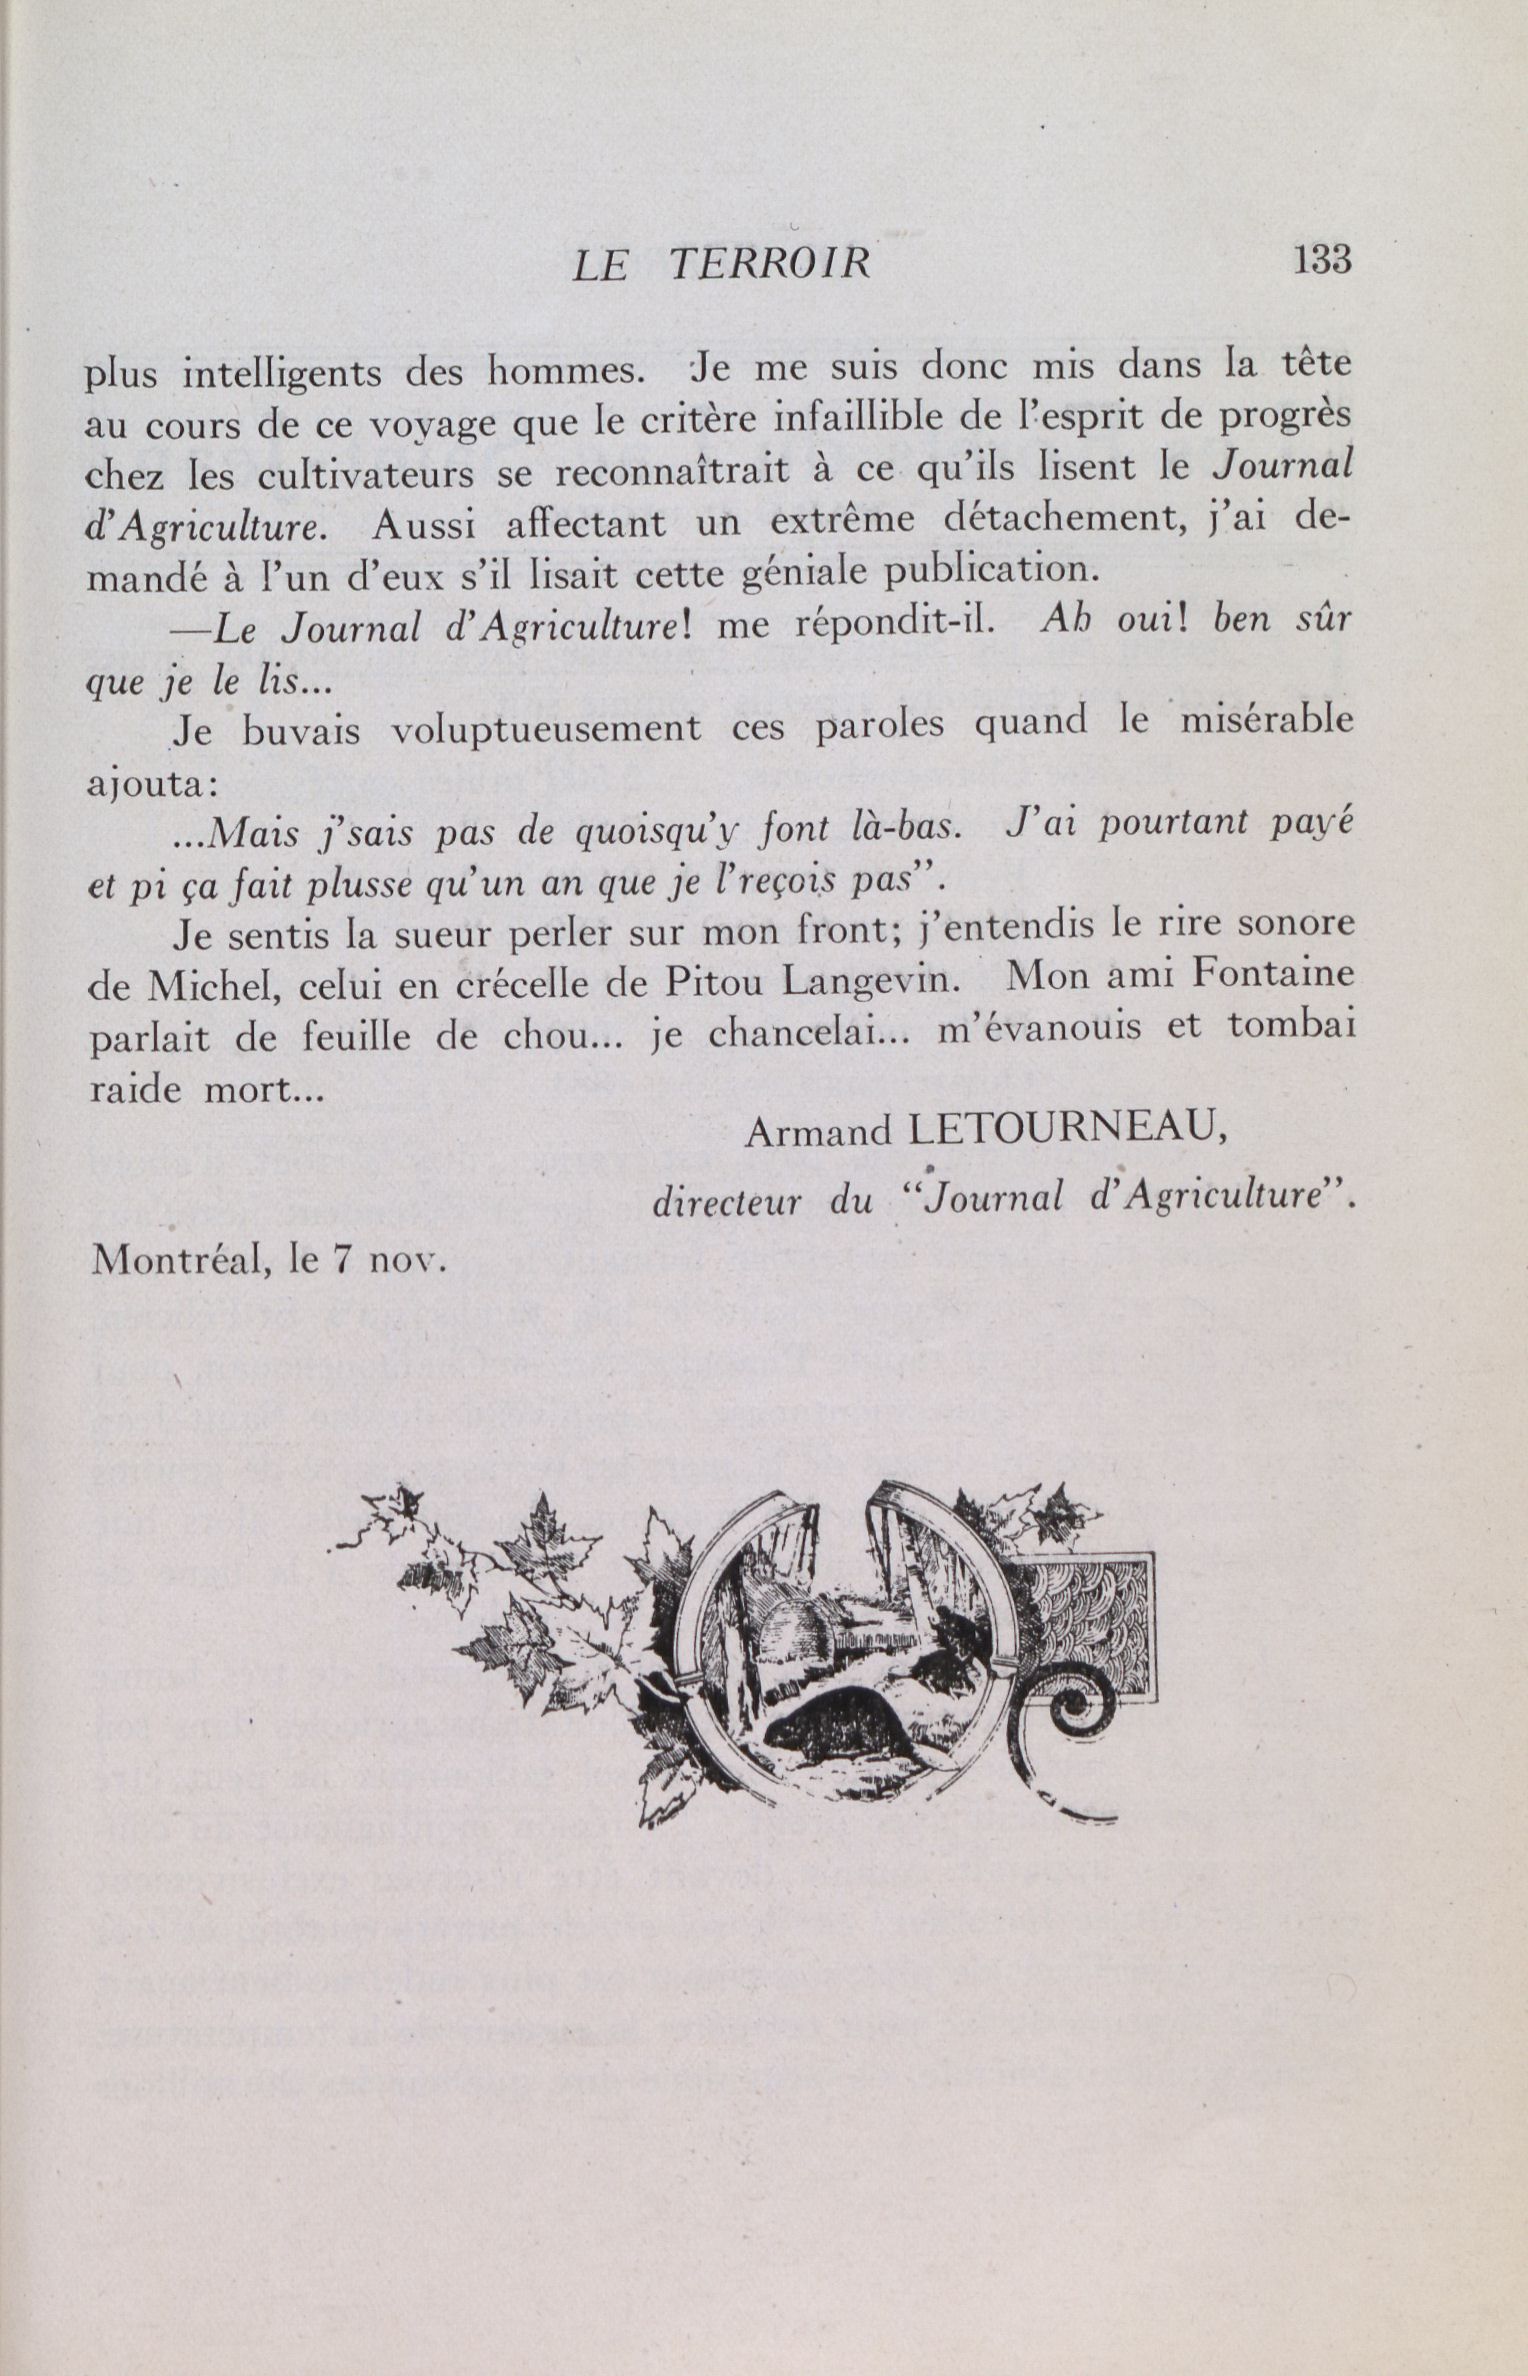 LE TERROIR 133
plus intelligents des hommes. Je me suis donc mis dans la tête
au cours de ce voyage que le critère infaillible de l'esprit de progrès
chez les cultivateurs se reconnaîtrait à ce qu'ils lisent le Journal
d'Agriculture. Aussi affectant un extrême détachement, j'ai de-
mandé à l'un d'eux s'il lisait cette géniale publication.
—Le Journal d'Agriculture! me répondit-il. Ah oui! ben sûr
que je le lis...
Je buvais voluptueusement ces paroles quand le misérable
ajouta:
...Mais j'sais pas de quoisqu'y font là-bas. J'ai pourtant payé
et pi ça fait plusse qu'un an que je l'reçois pas".
Je sentis la sueur perler sur mon front; j'entendis le rire sonore
de Michel, celui en crécelle de Pitou Langevin. Mon ami Fontaine
parlait de feuille de chou... je chancelai... m'évanouis et tombai
raide mort...
Armand LETOURNEAU,
directeur du "Journal d'Agriculture".
Montréal, le 7 nov.